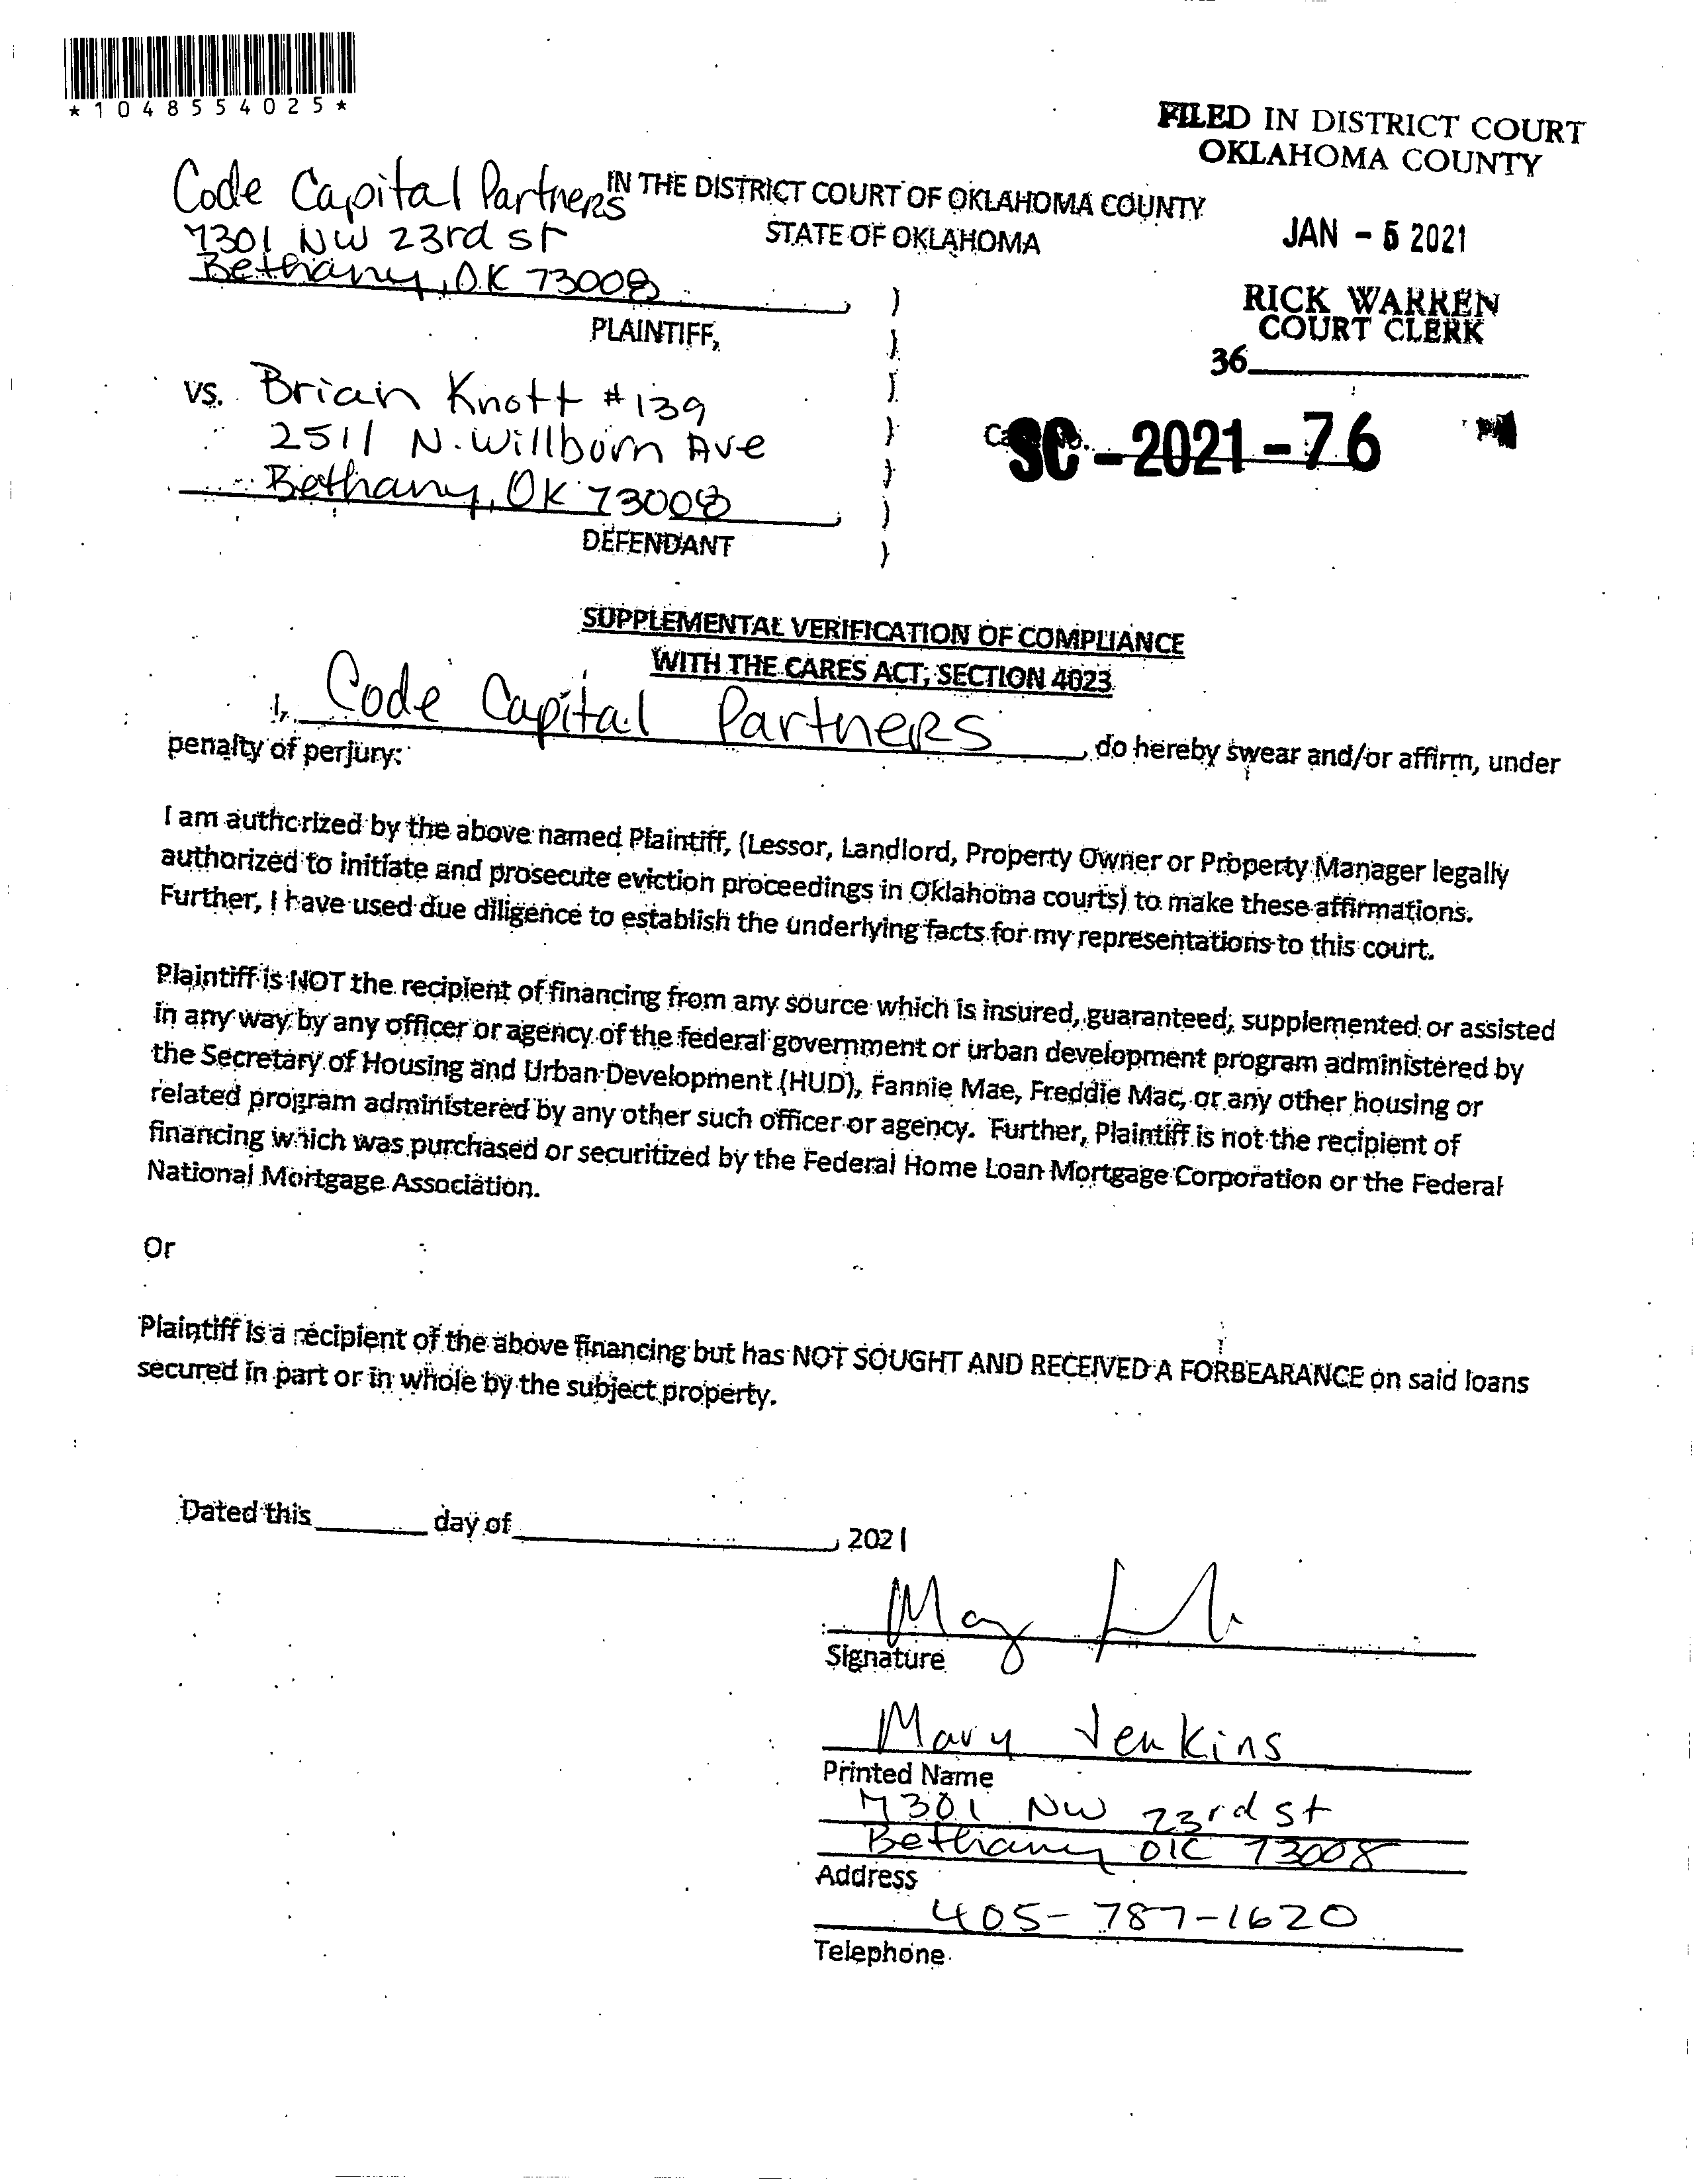 *1048554025*
FILED IN DISTRICT COURT
OKLAHOMA COUNTY
Code Capital Partners
IN THE DISTRICT COURT OF OKLAHOMA COUNTY
7301 NW 23rd st
STATE OF OKLAHOMA
JAN - 5 2021
Bethany, OK 73008
RICK WARREN
COURT CLERK
PLAINTIFF,
36
vs. Brian Knott #139
2511 N. Willburn Ave
SC-2021-76
Bethany, OK 73008
DEFENDANT
SUPPLEMENTAL VERIFICATION OF COMPLIANCE
WITH THE CARES ACT, SECTION 4023
I, Code Capital Partners, do hereby swear and/or affirm, under
penalty of perjury:
I am authorized by the above named Plaintiff, (Lessor, Landlord, Property Owner or Property Manager legally
authorized to initiate and prosecute eviction proceedings in Oklahoma courts) to make these affirmations.
Further, I have used due diligence to establish the underlying facts for my representations to this court.
Plaintiff is NOT the recipient of financing from any source which is insured, guaranteed, supplemented or assisted
in any way by any officer or agency of the federal government or urban development program administered by
the Secretary of Housing and Urban Development (HUD), Fannie Mae, Freddie Mac, or any other housing or
related program administered by any other such officer or agency. Further, Plaintiff is not the recipient of
financing which was purchased or securitized by the Federal Home Loan Mortgage Corporation or the Federal
National Mortgage Association.
Or
Plaintiff is a recipient of the above financing but has NOT SOUGHT AND RECEIVED A FORBEARANCE on said loans
secured in part or in whole by the subject property.
Dated this ______ day of ______________, 2021
Signature
Mary Jenkins
Printed Name
7301 NW 23rd st
Bethany OK 73008
Address
405-787-1620
Telephone